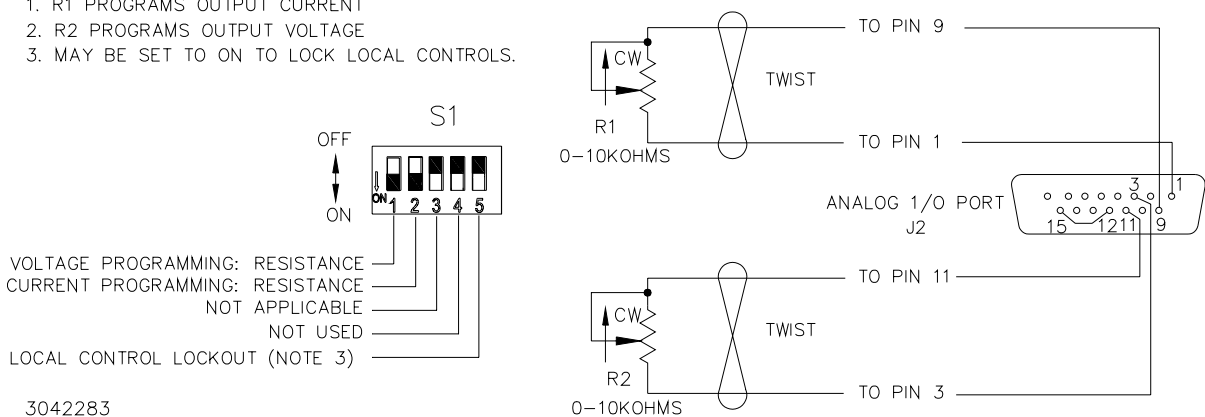 1. R1 PROGRAMS OUTPUT CURRENT
2. R2 PROGRAMS OUTPUT VOLTAGE
3. MAY BE SET TO ON TO LOCK LOCAL CONTROLS.
S1
OFF
ON
ON
1 2 3 4 5
VOLTAGE PROGRAMMING: RESISTANCE
CURRENT PROGRAMMING: RESISTANCE
NOT APPLICABLE
NOT USED
LOCAL CONTROL LOCKOUT (NOTE 3)
3042283
TO PIN 9
CW
TWIST
R1
0-10KOHMS
TO PIN 1
3 1
ANALOG 1/O PORT
J2
15 12 11 9
TO PIN 11
CW
TWIST
R2
0-10KOHMS
TO PIN 3